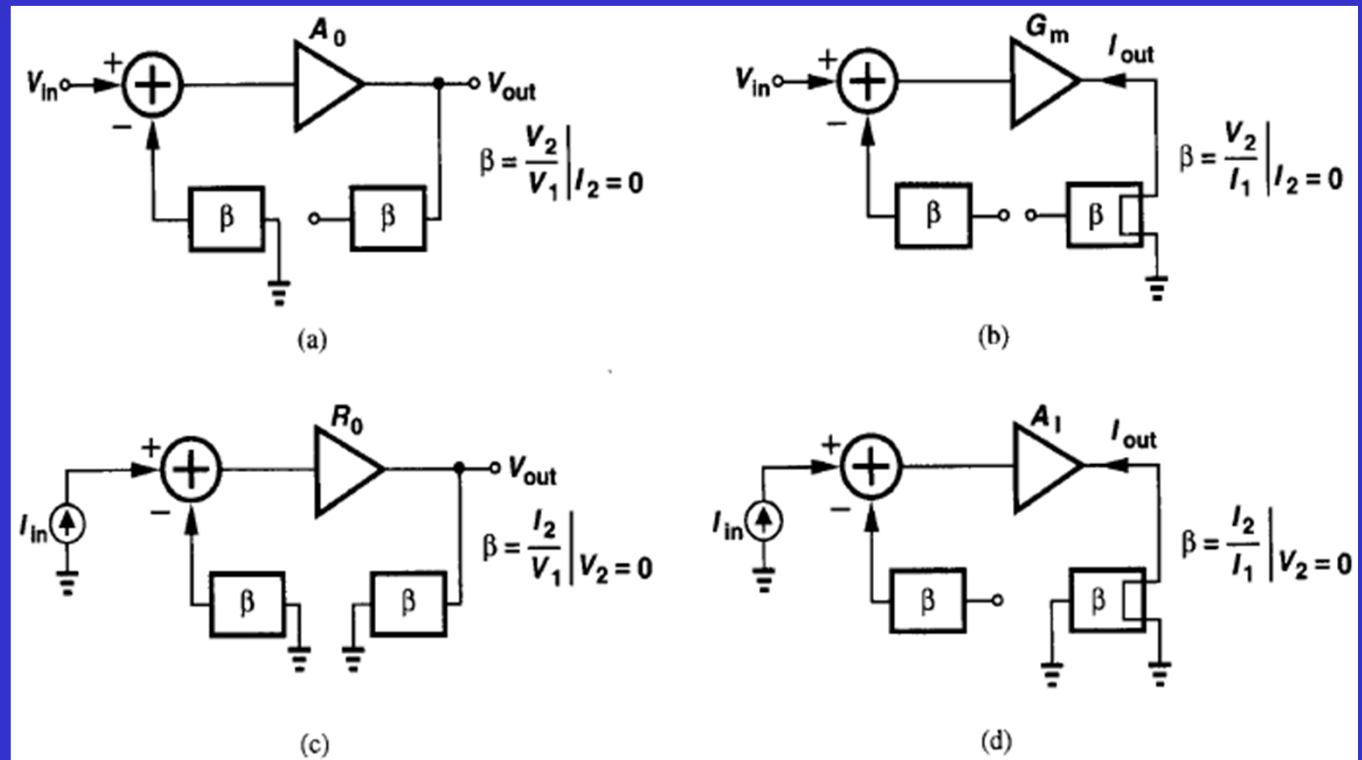 A0
Vin
+
−
Vout
β
β
β = V2/V1 | I2 = 0
(a)
Gm
Iout
Vin
+
−
β
β
β = V2/I1 | I2 = 0
(b)
R0
+
−
Vout
Iin
β
β
β = I2/V1 | V2 = 0
(c)
AI
Iout
+
−
Iin
β
β
β = I2/I1 | V2 = 0
(d)